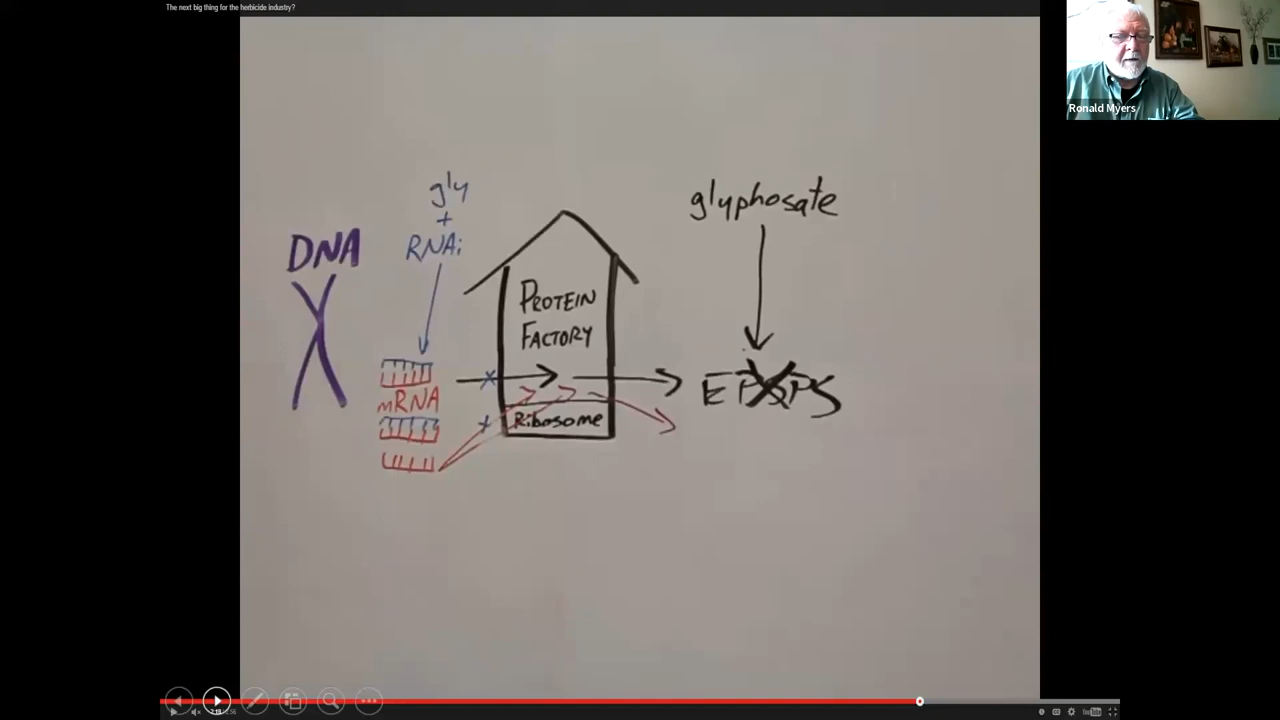 The next big thing for the herbicide industry?
Ronald Myers
gly
+
RNAi
glyphosate
DNA
PROTEIN
FACTORY
mRNA
EPSPS
Ribosome
YouTube